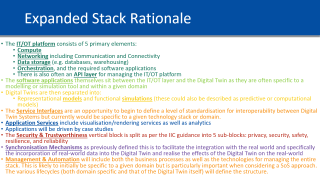 Expanded Stack Rationale
• The IT/OT platform consists of 5 primary elements:
• Compute
• Networking including Communication and Connectivity
• Data storage (e.g. databases, warehousing)
• Orchestration, and the required software applications
• There is also often an API layer for managing the IT/OT platform
• The software applications themselves sit between the IT/OT layer and the Digital Twin as they are often specific to a
modelling or simulation tool and within a given domain
• Digital Twins are then separated into:
• Representational models and functional simulations (these could also be described as predictive or computational
models)
• The Service Interfaces are an opportunity to begin to define a level of standardisation for interoperability between Digital
Twin Systems but currently would be specific to a given technology stack or domain.
• Application Services include visualisation/rendering services as well as analytics
• Applications will be driven by use cases
• The Security & Trustworthiness vertical block is split as per the IIC guidance into 5 sub-blocks: privacy, security, safety,
resilience, and reliability
• Synchronisation Mechanisms as previously defined this is to facilitate the integration with the real world and specifically
the incorporation of real-world data into the Digital Twin and realise the effects of the Digital Twin on the real-world
• Management & Automation will include both the business processes as well as the technologies for managing the entire
stack. This is likely to initially be specific to a given domain but is particularly important when considering a SoS approach.
The various lifecycles (both domain specific and that of the Digital Twin itself) will define the structure.